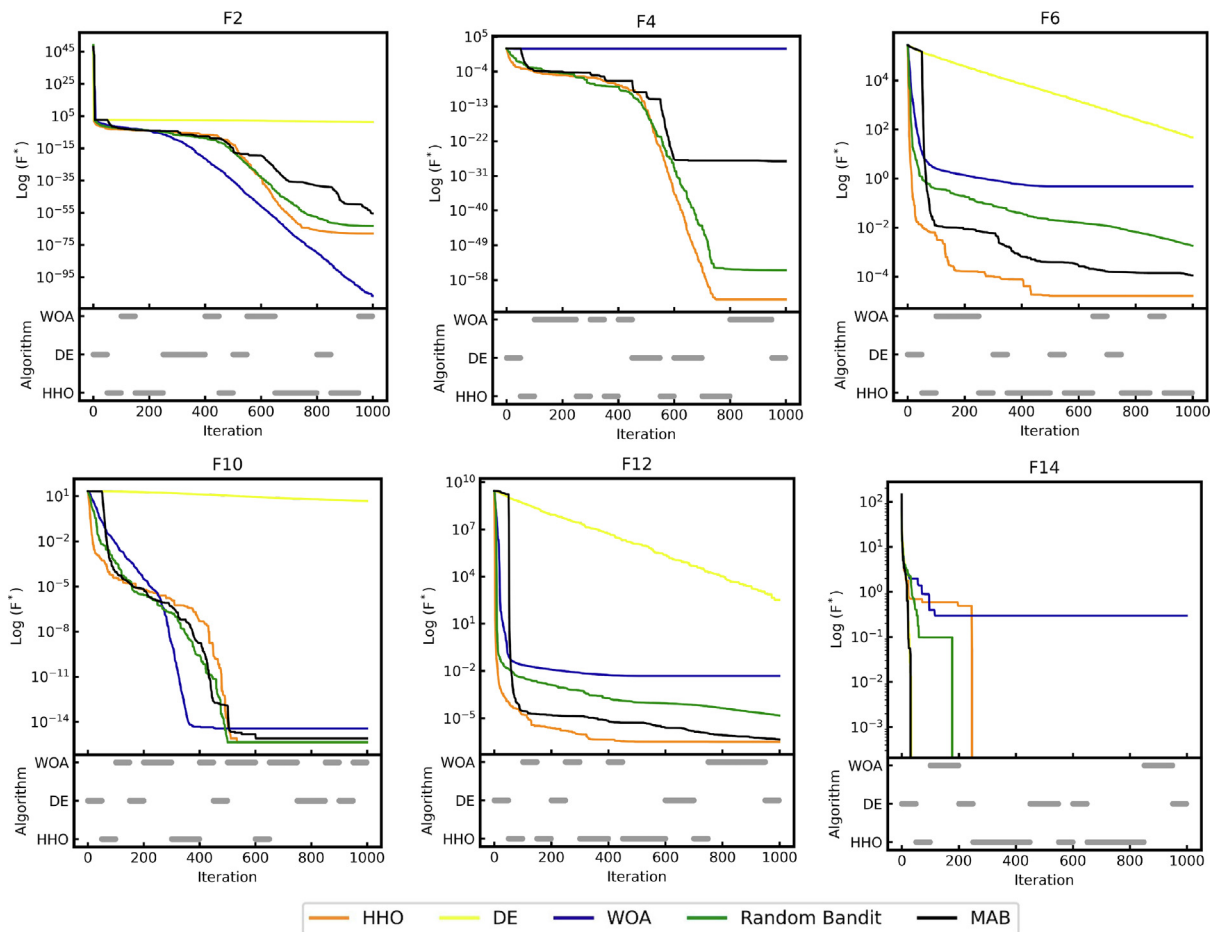 F2
F4
F6
10^45
10^25
10^5
10^-15
10^-35
10^-55
10^-75
10^-95
Log (F*)
10^5
10^-4
10^-13
10^-22
10^-31
10^-40
10^-49
10^-58
Log (F*)
10^4
10^2
10^0
10^-2
10^-4
Log (F*)
WOA
DE
HHO
Algorithm
0 200 400 600 800 1000
Iteration
WOA
DE
HHO
Algorithm
0 200 400 600 800 1000
Iteration
WOA
DE
HHO
Algorithm
0 200 400 600 800 1000
Iteration
F10
F12
F14
10^1
10^-2
10^-5
10^-8
10^-11
10^-14
Log (F*)
10^10
10^7
10^4
10^1
10^-2
10^-5
Log (F*)
10^2
10^1
10^0
10^-1
10^-2
10^-3
Log (F*)
WOA
DE
HHO
Algorithm
0 200 400 600 800 1000
Iteration
WOA
DE
HHO
Algorithm
0 200 400 600 800 1000
Iteration
WOA
DE
HHO
Algorithm
0 200 400 600 800 1000
Iteration
HHO DE WOA Random Bandit MAB